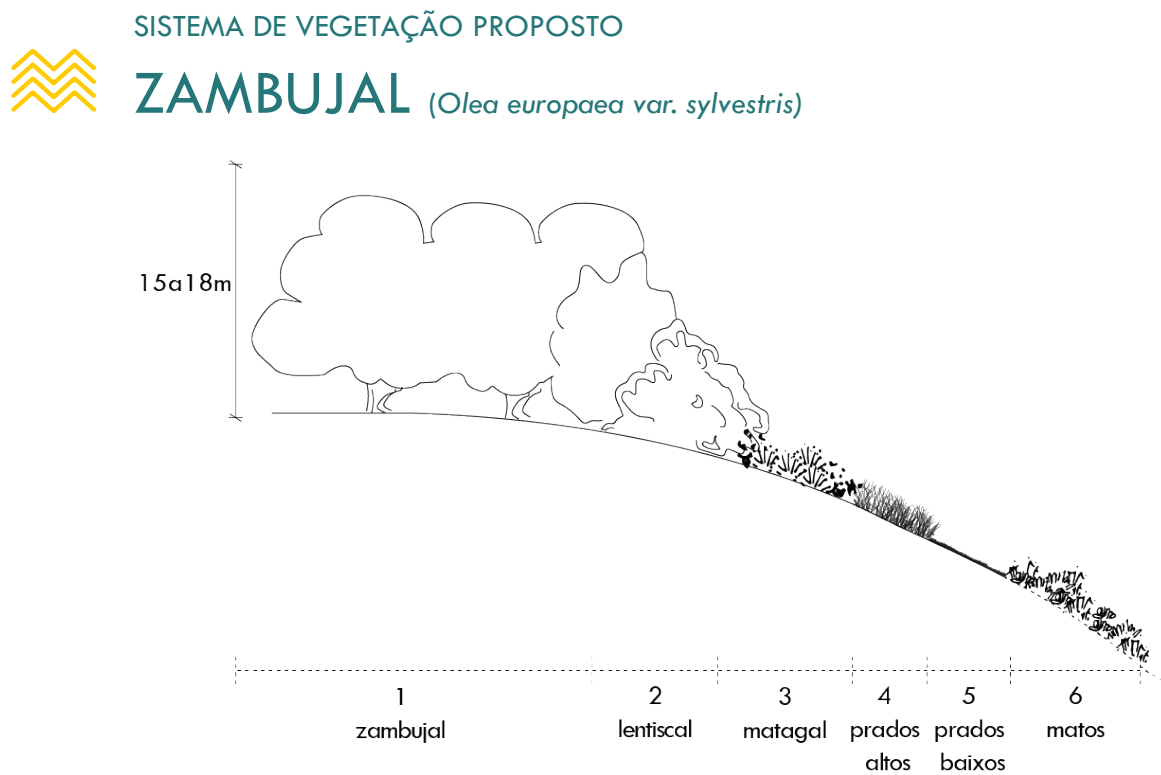 SISTEMA DE VEGETAÇÃO PROPOSTO
ZAMBUJAL (Olea europaea var. sylvestris)
15a18m
1
zambujal
2
lentiscal
3
matagal
4
prados
altos
5
prados
baixos
6
matos